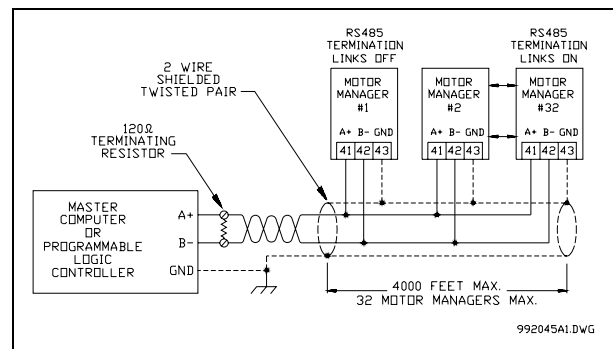 RS485
TERMINATION
LINKS OFF
RS485
TERMINATION
LINKS ON
2 WIRE
SHIELDED
TWISTED PAIR
MOTOR
MANAGER
#1
MOTOR
MANAGER
#2
MOTOR
MANAGER
#32
A+ B- GND
A+ B- GND
A+ B- GND
41 42 43
41 42 43
41 42 43
120Ω
TERMINATING
RESISTOR
MASTER
COMPUTER
OR
PROGRAMMABLE
LOGIC
CONTROLLER
A+
B-
GND
4000 FEET MAX.
32 MOTOR MANAGERS MAX.
992045A1.DWG